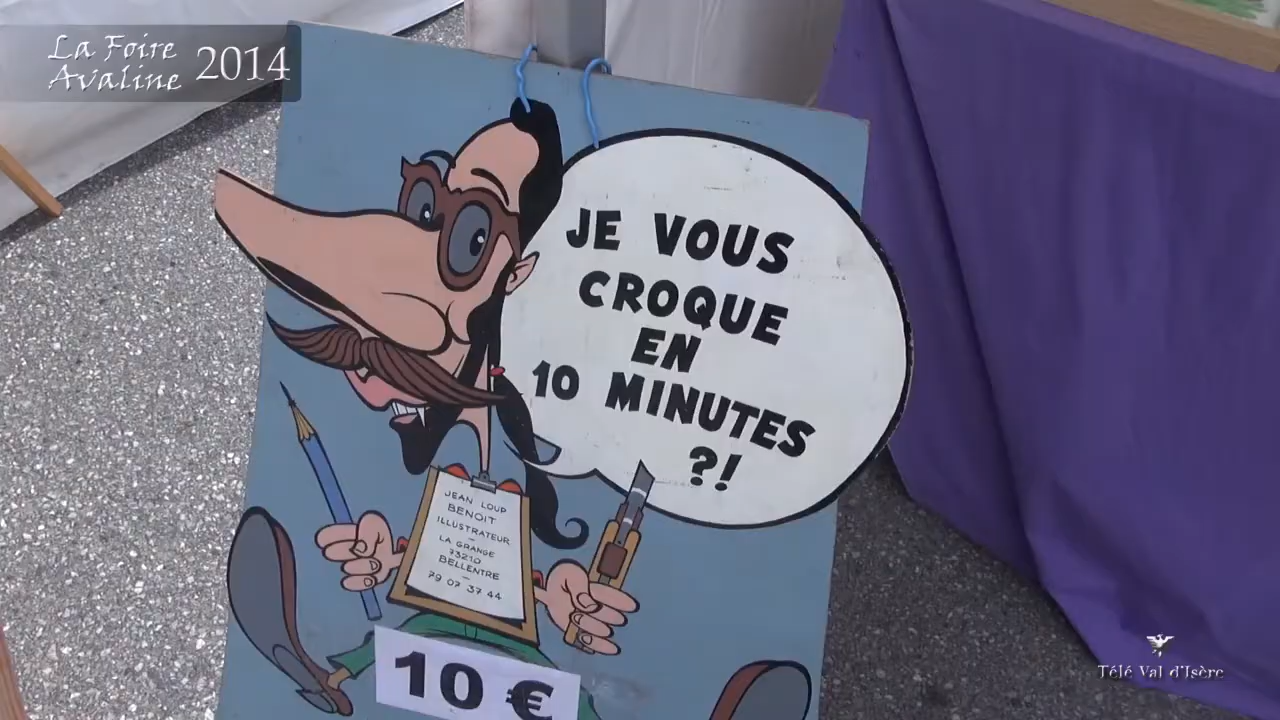 La Foire
Avaline 2014
JE VOUS
CROQUE
EN
10 MINUTES
?!
JEAN LOUP
BENOIT
ILLUSTRATEUR
-
LA GRANGE
73210
BELLENTRE
-
79 07 37 44
10 €
Télé Val d'Isère